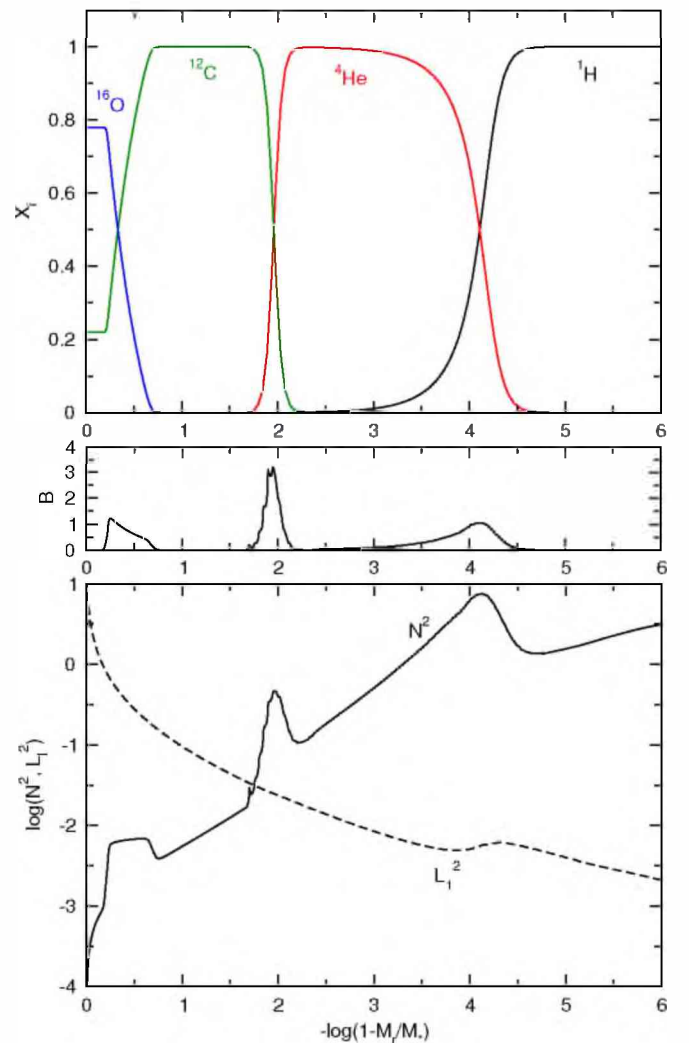 1
0.8
0.6
0.4
0.2
0
X_i
¹⁶O
¹²C
⁴He
¹H
0 1 2 3 4 5 6
4
3
2
1
0
B
0 1 2 3 4 5 6
1
0
-1
-2
-3
-4
log(N², L_l²)
N²
L₁²
0 1 2 3 4 5 6
-log(1-M_r/M_*)